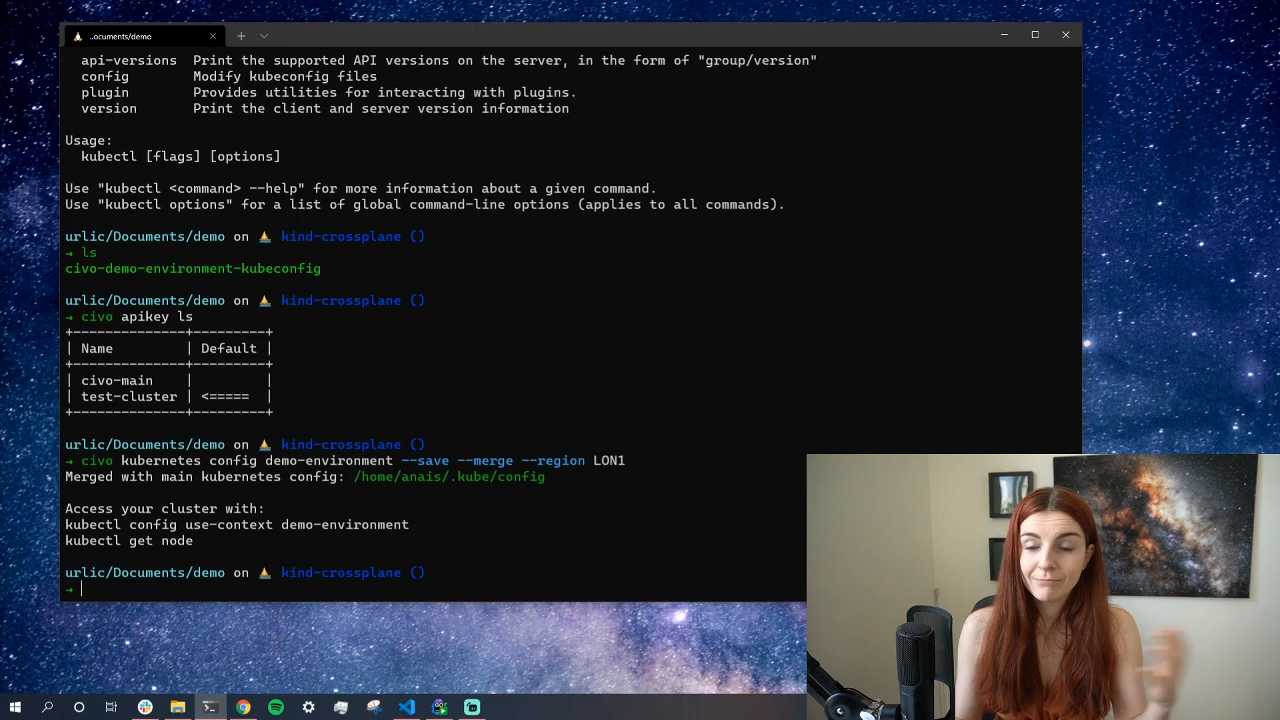 ..ocuments/demo
api-versions Print the supported API versions on the server, in the form of "group/version"
config Modify kubeconfig files
plugin Provides utilities for interacting with plugins.
version Print the client and server version information
Usage:
kubectl [flags] [options]
Use "kubectl <command> --help" for more information about a given command.
Use "kubectl options" for a list of global command-line options (applies to all commands).
urlic/Documents/demo on kind-crossplane ()
→ ls
civo-demo-environment-kubeconfig
urlic/Documents/demo on kind-crossplane ()
→ civo apikey ls
+--------------+---------+
| Name | Default |
+--------------+---------+
| civo-main | |
| test-cluster | <===== |
+--------------+---------+
urlic/Documents/demo on kind-crossplane ()
→ civo kubernetes config demo-environment --save --merge --region LON1
Merged with main kubernetes config: /home/anais/.kube/config
Access your cluster with:
kubectl config use-context demo-environment
kubectl get node
urlic/Documents/demo on kind-crossplane ()
→